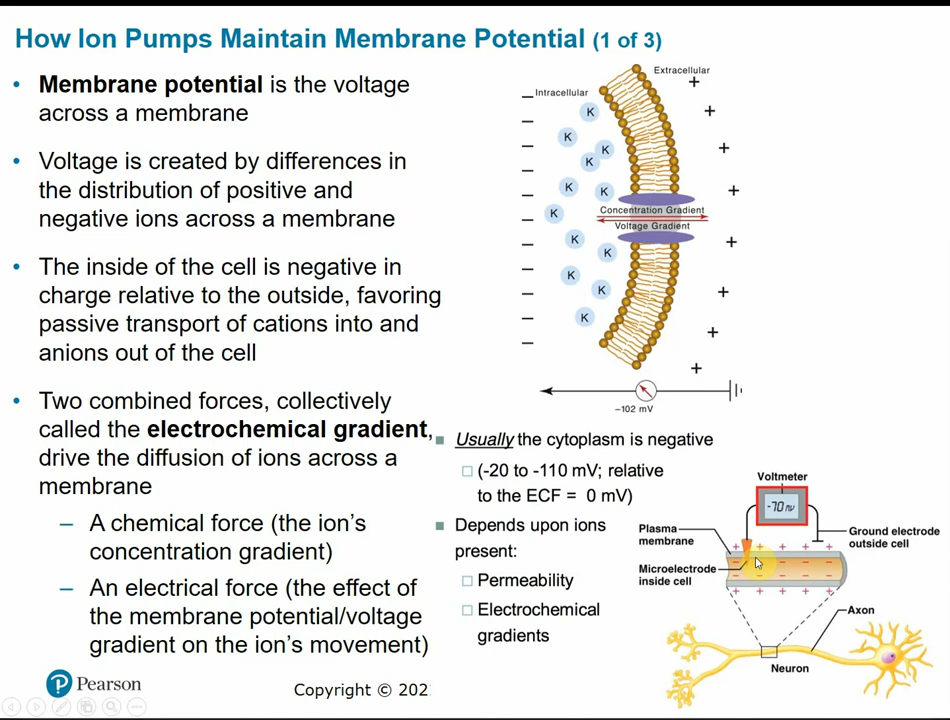 How Ion Pumps Maintain Membrane Potential (1 of 3)
• Membrane potential is the voltage
across a membrane
• Voltage is created by differences in
the distribution of positive and
negative ions across a membrane
• The inside of the cell is negative in
charge relative to the outside, favoring
passive transport of cations into and
anions out of the cell
• Two combined forces, collectively
called the electrochemical gradient,
drive the diffusion of ions across a
membrane
– A chemical force (the ion’s
concentration gradient)
– An electrical force (the effect of
the membrane potential/voltage
gradient on the ion’s movement)
Extracellular
Intracellular
K
K
K
K
K
K
K
K
K
K
K
K
Concentration Gradient
Voltage Gradient
–102 mV
Usually the cytoplasm is negative
(-20 to -110 mV; relative
to the ECF = 0 mV)
Depends upon ions
present:
Permeability
Electrochemical
gradients
Voltmeter
-70 mv
Plasma
membrane
Ground electrode
outside cell
Microelectrode
inside cell
Axon
Neuron
P Pearson
Copyright © 202